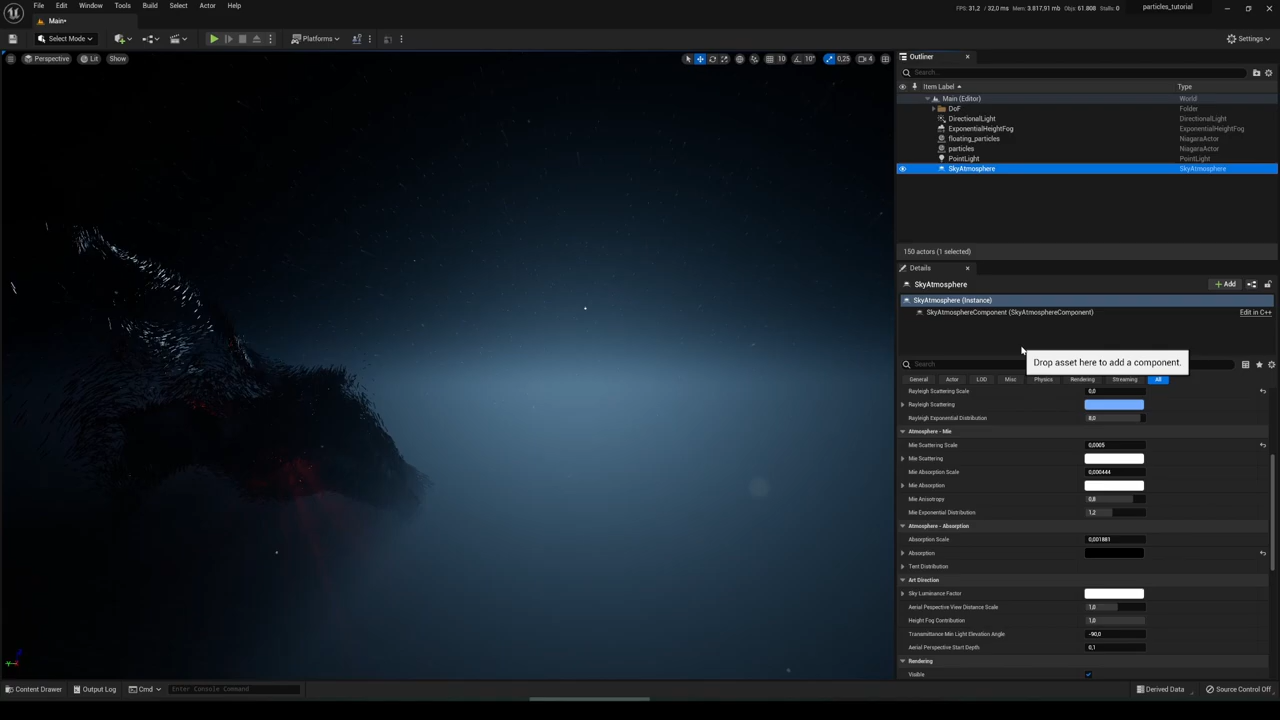 File Edit Window Tools Build Select Actor Help
FPS: 31,2 / 32,0 ms Mem: 3.817,91 mb Objs: 61.808 Stalls: 0
particles_tutorial
Main•
Select Mode
Platforms
Settings
Perspective Lit Show
10 10° 0,25 4
Outliner
Search...
Item Label Type
Main (Editor) World
DoF Folder
DirectionalLight DirectionalLight
ExponentialHeightFog ExponentialHeightFog
floating_particles NiagaraActor
particles NiagaraActor
PointLight PointLight
SkyAtmosphere SkyAtmosphere
150 actors (1 selected)
Details
SkyAtmosphere
+ Add
SkyAtmosphere (Instance)
SkyAtmosphereComponent (SkyAtmosphereComponent) Edit in C++
Drop asset here to add a component.
Search
General Actor LOD Misc Physics Rendering Streaming All
Rayleigh Scattering Scale 0,0
Rayleigh Scattering
Rayleigh Exponential Distribution 8,0
Atmosphere - Mie
Mie Scattering Scale 0,0005
Mie Scattering
Mie Absorption Scale 0,000444
Mie Absorption
Mie Anisotropy 0,8
Mie Exponential Distribution 1,2
Atmosphere - Absorption
Absorption Scale 0,001881
Absorption
Tent Distribution
Art Direction
Sky Luminance Factor
Aerial Pespective View Distance Scale 1,0
Height Fog Contribution 1,0
Transmittance Min Light Elevation Angle -90,0
Aerial Perspective Start Depth 0,1
Rendering
Visible
Content Drawer Output Log Cmd Enter Console Command
Derived Data Source Control Off